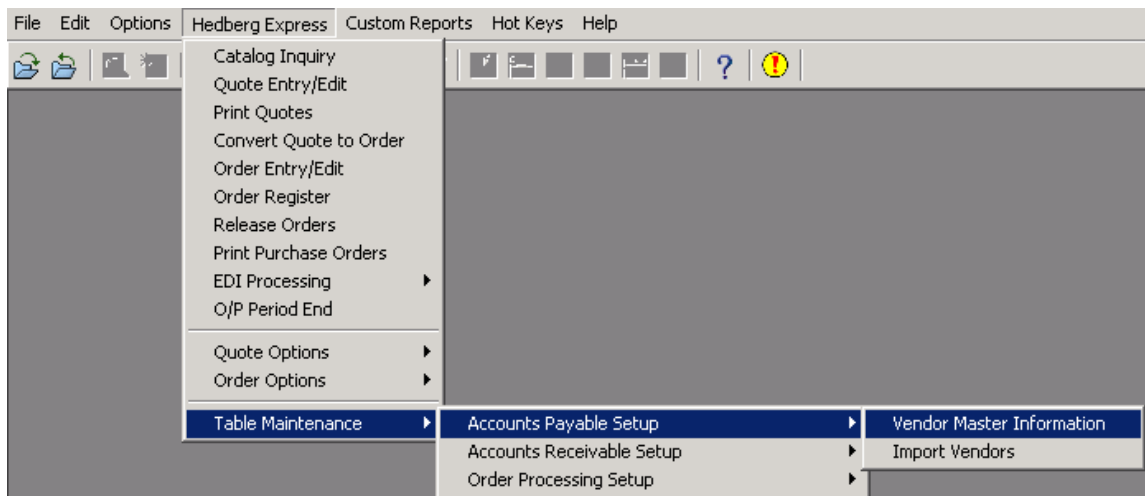 File Edit Options Hedberg Express Custom Reports Hot Keys Help
Catalog Inquiry
Quote Entry/Edit
Print Quotes
Convert Quote to Order
Order Entry/Edit
Order Register
Release Orders
Print Purchase Orders
EDI Processing
O/P Period End
Quote Options
Order Options
Table Maintenance
Accounts Payable Setup
Vendor Master Information
Accounts Receivable Setup
Import Vendors
Order Processing Setup